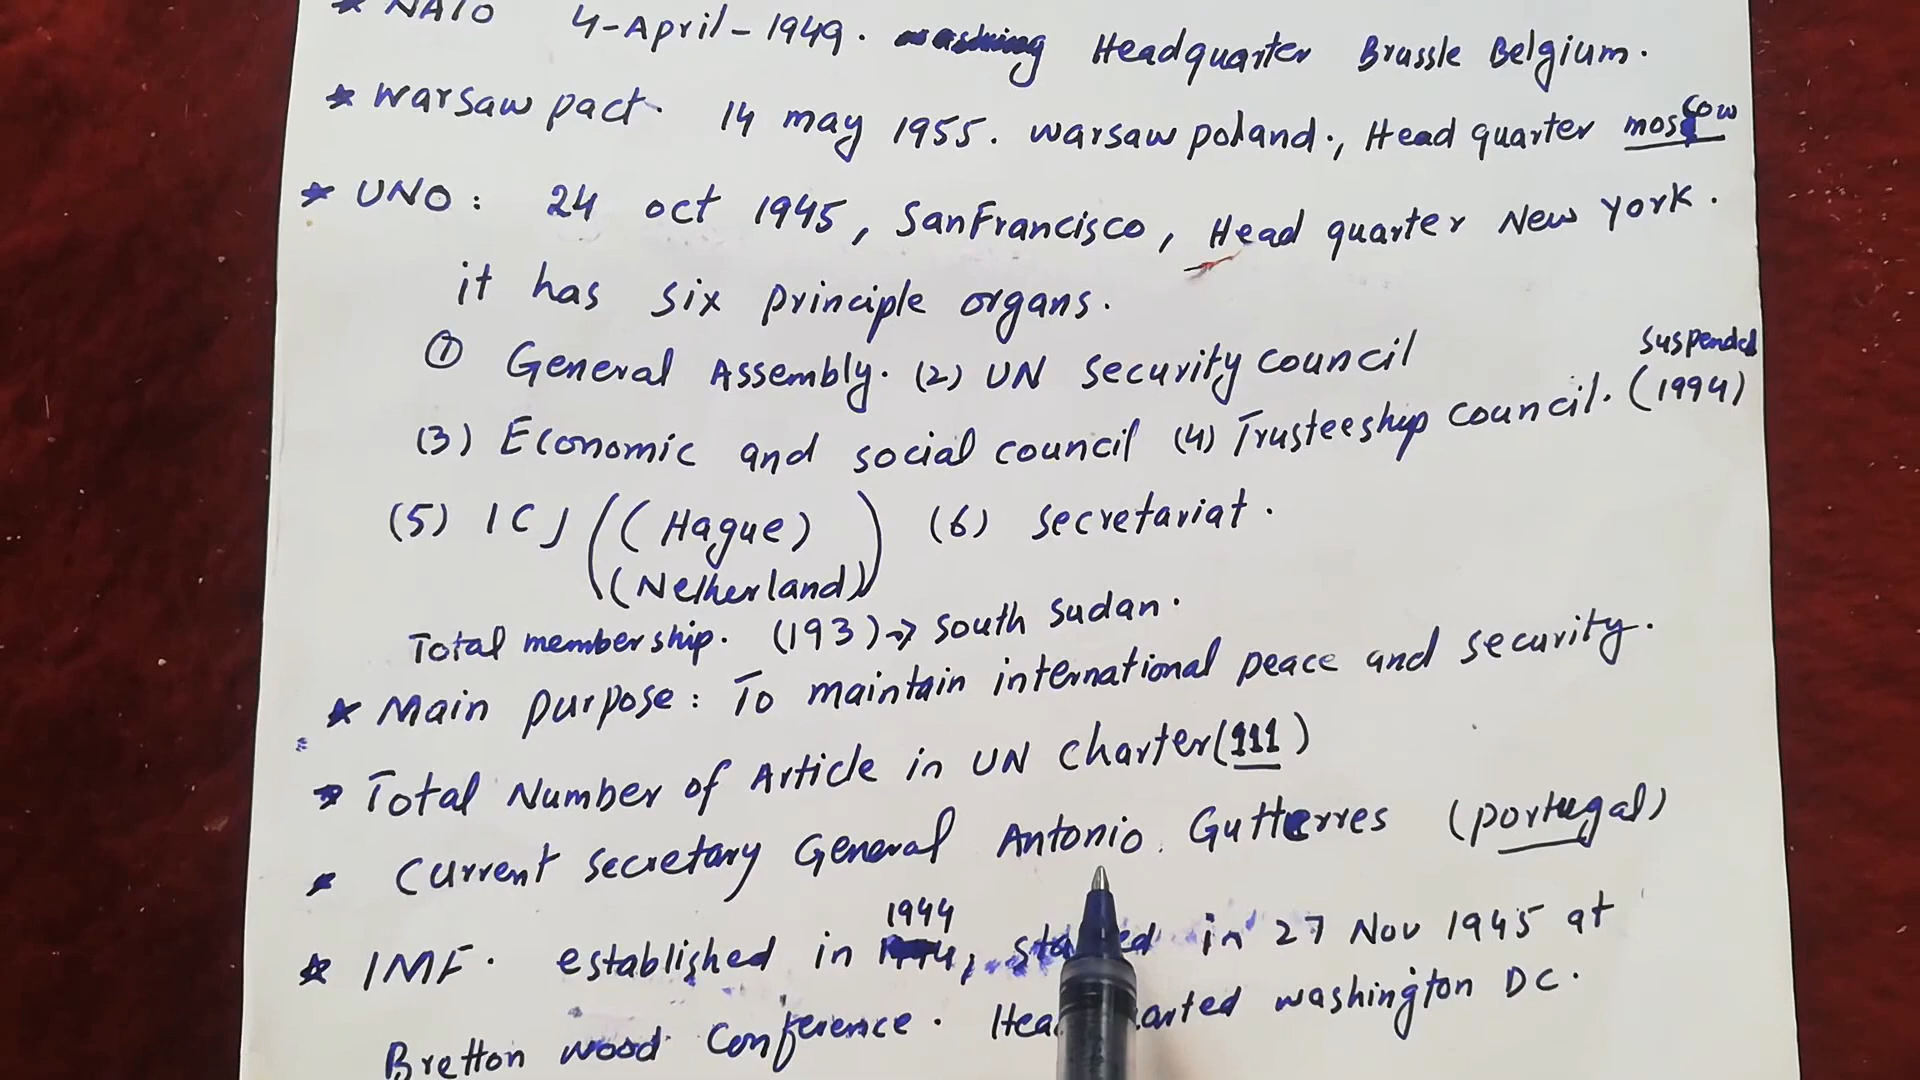 * NATO 4-April-1949. Headquarter Brussle Belgium.
* Warsaw pact. 14 may 1955. warsaw poland., Head quarter moscow
* UNO: 24 oct 1945, SanFrancisco, Head quarter New york.
it has six principle organs.
① General Assembly. (2) UN Security council
(3) Economic and social council (4) Trusteeship council. (1994) suspended
(5) ICJ ((Hague) (Netherland)) (6) Secretariat.
Total membership. (193) → South Sudan.
* Main purpose: To maintain international peace and security.
* Total Number of Article in UN Charter (111)
* Current Secretary General Antonio Gutterres (portugal)
* IMF. established in 1944, in 27 Nov 1945 at
Bretton wood Conference. washington DC.